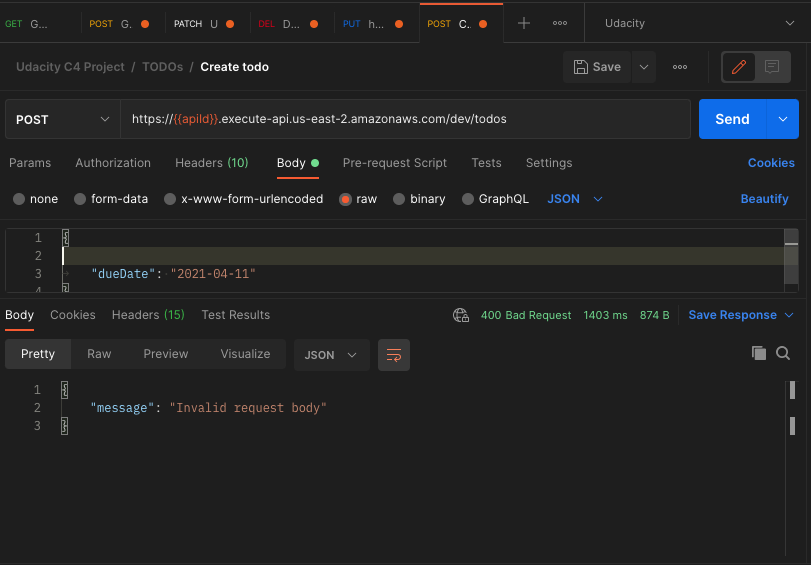 GET G... POST G. PATCH U DEL D... PUT h... POST C. Udacity
Udacity C4 Project / TODOs / Create todo Save
POST https://{{apiId}}.execute-api.us-east-2.amazonaws.com/dev/todos Send
Params Authorization Headers (10) Body Pre-request Script Tests Settings Cookies
none form-data x-www-form-urlencoded raw binary GraphQL JSON Beautify
1 {
2
3 "dueDate": "2021-04-11"
4 }
Body Cookies Headers (15) Test Results 400 Bad Request 1403 ms 874 B Save Response
Pretty Raw Preview Visualize JSON
1 {
2 "message": "Invalid request body"
3 }